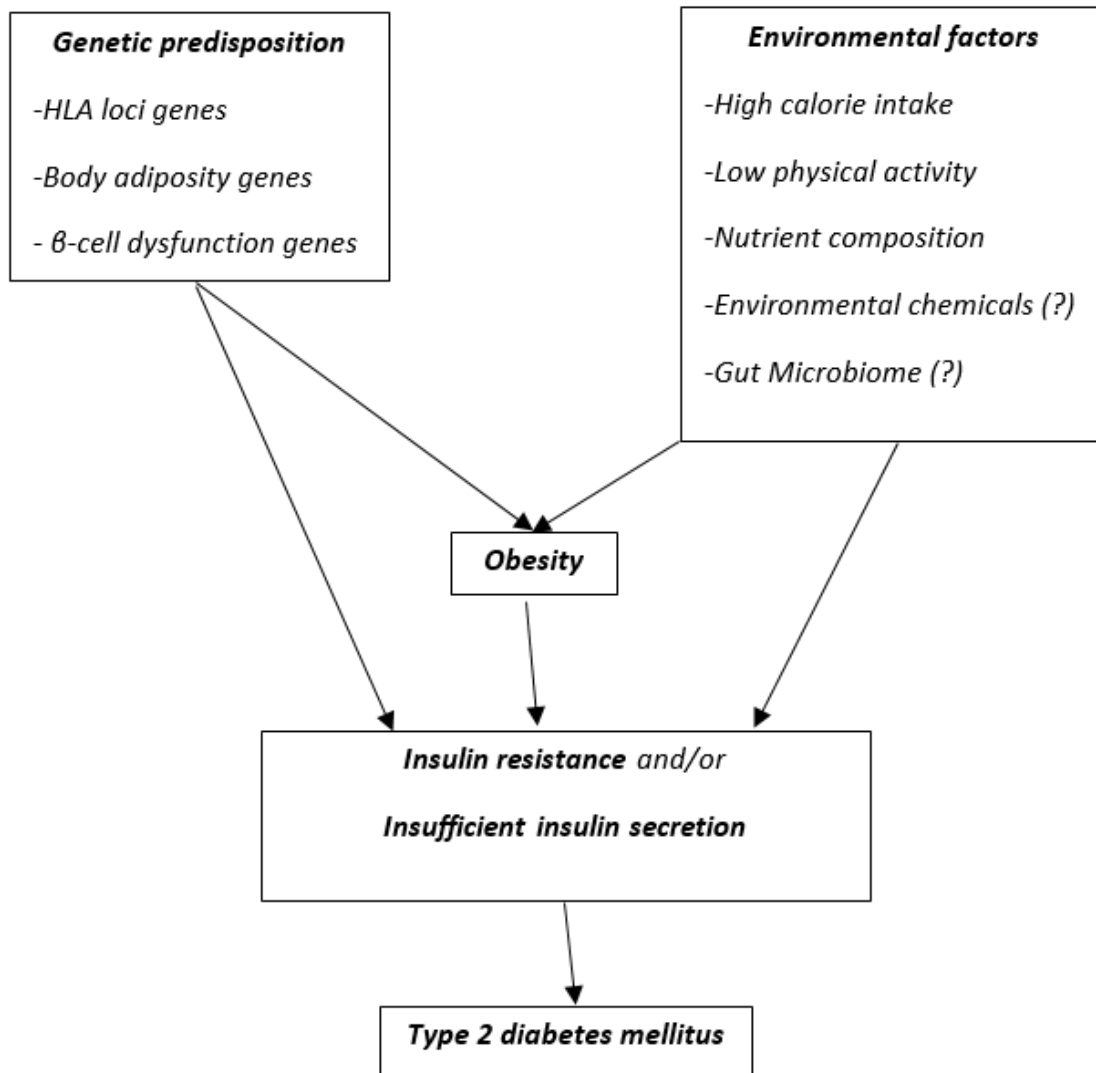 Genetic predisposition
-HLA loci genes
-Body adiposity genes
- β-cell dysfunction genes
Environmental factors
-High calorie intake
-Low physical activity
-Nutrient composition
-Environmental chemicals (?)
-Gut Microbiome (?)
Obesity
Insulin resistance and/or
Insufficient insulin secretion
Type 2 diabetes mellitus